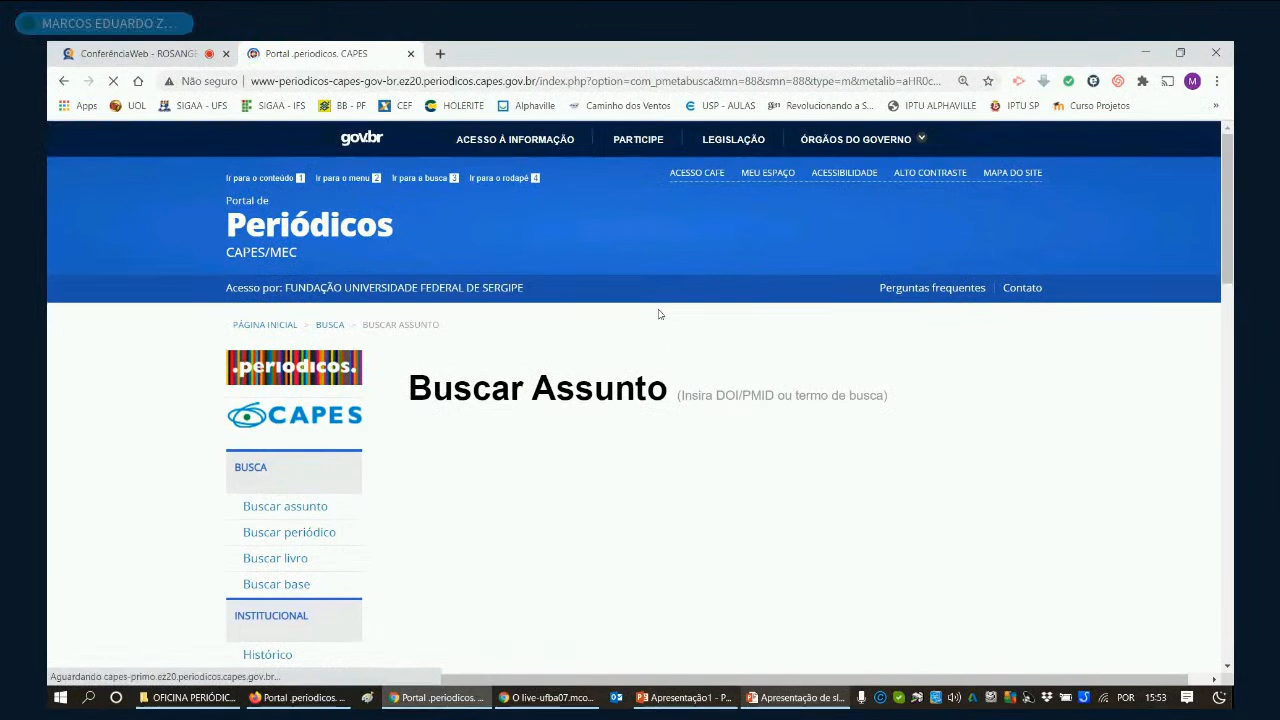 MARCOS EDUARDO Z...
ConferênciaWeb - ROSANGE
Portal .periodicos. CAPES
Não seguro | www-periodicos-capes-gov-br.ez20.periodicos.capes.gov.br/index.php?option=com_pmetabusca&mn=88&smn=88&type=m&metalib=aHR0c...
Apps UOL SIGAA - UFS SIGAA - IFS BB - PF CEF HOLERITE Alphaville Caminho dos Ventos USP - AULAS Revolucionando a S... IPTU ALPHAVILLE IPTU SP Curso Projetos »
gov.br ACESSO À INFORMAÇÃO PARTICIPE LEGISLAÇÃO ÓRGÃOS DO GOVERNO
Ir para o conteúdo 1 Ir para o menu 2 Ir para a busca 3 Ir para o rodapé 4
ACESSO CAFE MEU ESPAÇO ACESSIBILIDADE ALTO CONTRASTE MAPA DO SITE
Portal de
Periódicos
CAPES/MEC
Acesso por: FUNDAÇÃO UNIVERSIDADE FEDERAL DE SERGIPE
Perguntas frequentes | Contato
PÁGINA INICIAL > BUSCA > BUSCAR ASSUNTO
.periodicos.
CAPES
Buscar Assunto (Insira DOI/PMID ou termo de busca)
BUSCA
Buscar assunto
Buscar periódico
Buscar livro
Buscar base
INSTITUCIONAL
Histórico
Aguardando capes-primo.ez20.periodicos.capes.gov.br...
OFICINA PERIÓDIC... Portal .periodicos. ... Portal .periodicos. ... O live-ufba07.mco... Apresentação1 - P... Apresentação de sl... POR 15:53